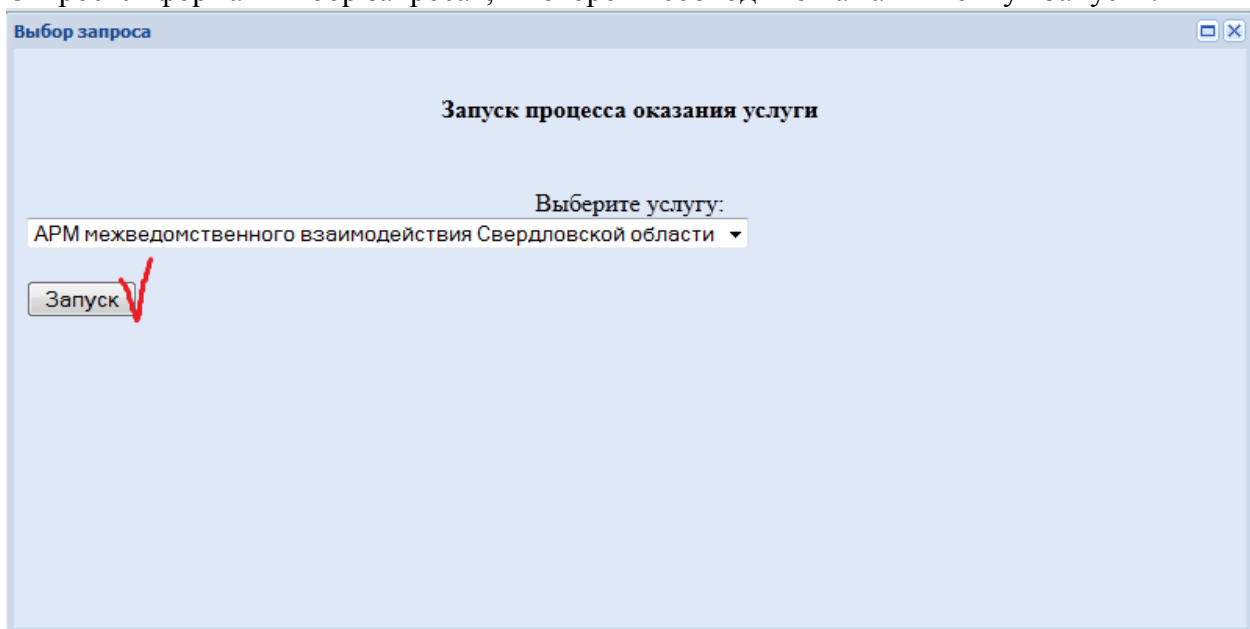 Выбор запроса
Запуск процесса оказания услуги
Выберите услугу:
АРМ межведомственного взаимодействия Свердловской области
Запуск